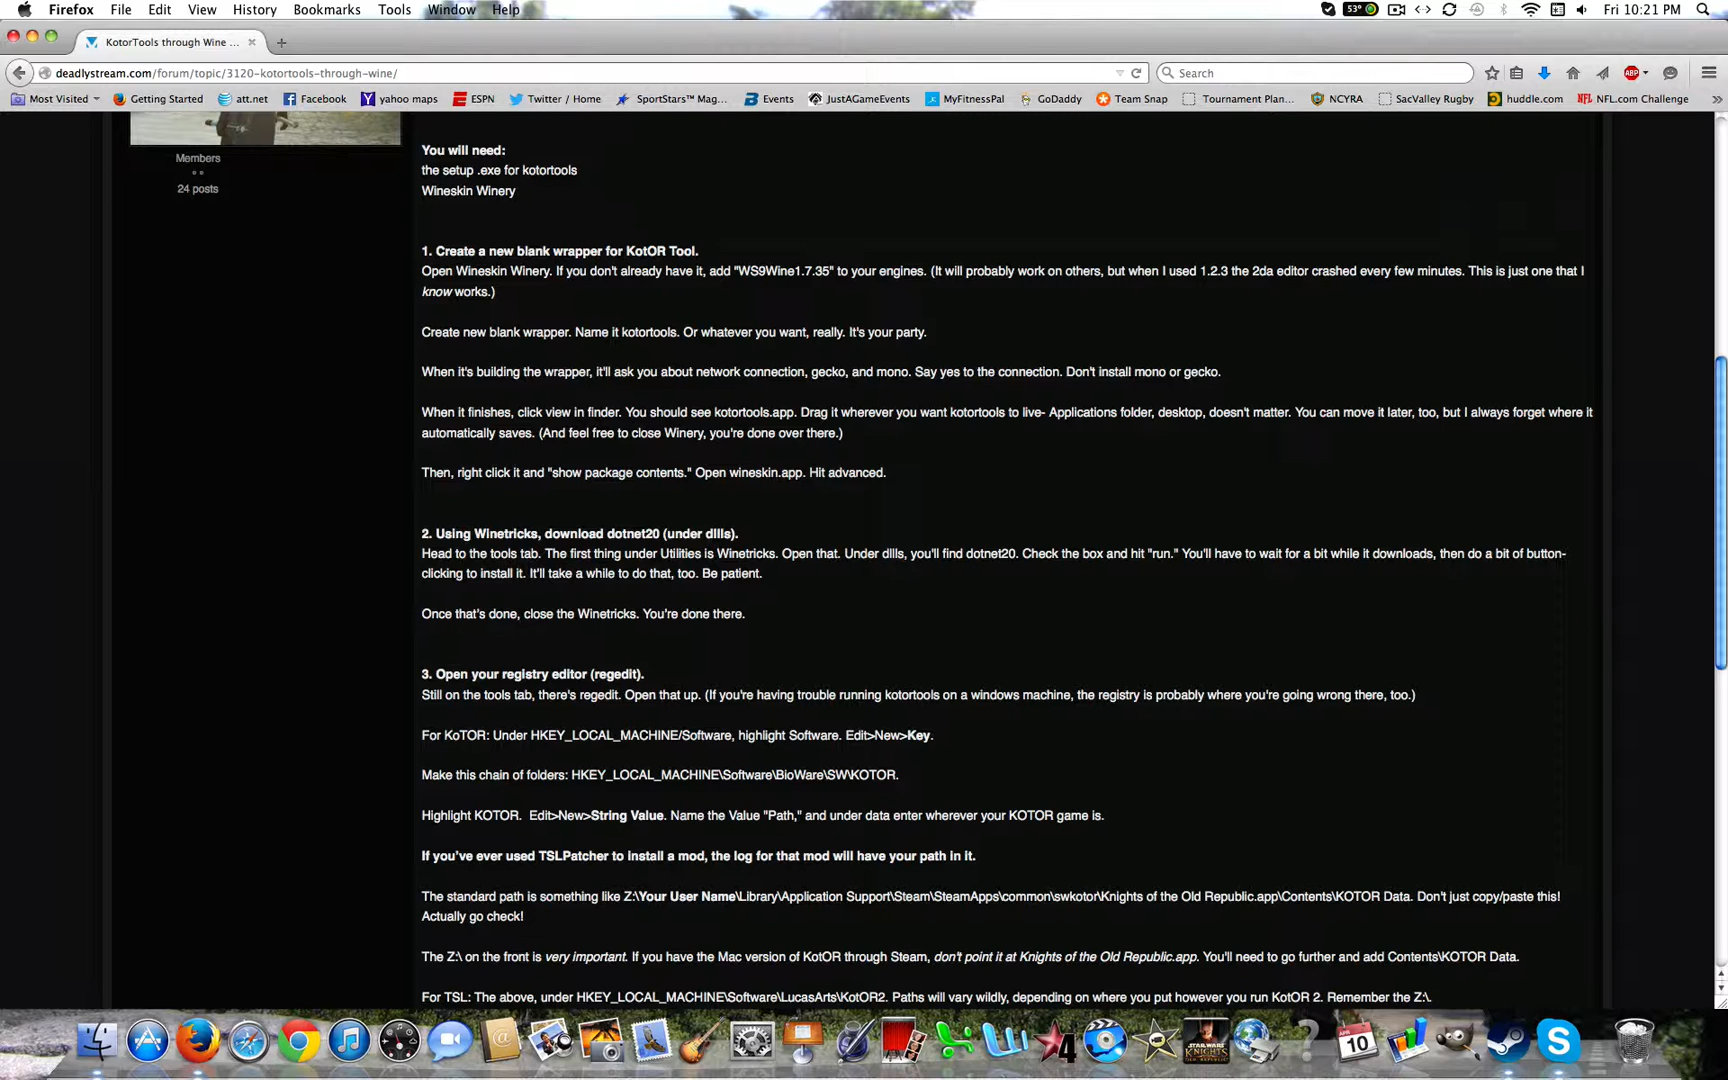 Firefox File Edit View History Bookmarks Tools Window Help
53° Fri 10:21 PM
KotorTools through Wine ...
deadlystream.com/forum/topic/3120-kotortools-through-wine/
Search
ABP
Most Visited Getting Started att.net Facebook yahoo maps ESPN Twitter / Home SportStars™ Mag... Events JustAGameEvents MyFitnessPal GoDaddy Team Snap Tournament Plan... NCYRA SacValley Rugby huddle.com NFL.com Challenge
Members
24 posts
You will need:
the setup .exe for kotortools
Wineskin Winery
1. Create a new blank wrapper for KotOR Tool.
Open Wineskin Winery. If you don't already have it, add "WS9Wine1.7.35" to your engines. (It will probably work on others, but when I used 1.2.3 the 2da editor crashed every few minutes. This is just one that I
know works.)
Create new blank wrapper. Name it kotortools. Or whatever you want, really. It's your party.
When it's building the wrapper, it'll ask you about network connection, gecko, and mono. Say yes to the connection. Don't install mono or gecko.
When it finishes, click view in finder. You should see kotortools.app. Drag it wherever you want kotortools to live- Applications folder, desktop, doesn't matter. You can move it later, too, but I always forget where it
automatically saves. (And feel free to close Winery, you're done over there.)
Then, right click it and "show package contents." Open wineskin.app. Hit advanced.
2. Using Winetricks, download dotnet20 (under dllls).
Head to the tools tab. The first thing under Utilities is Winetricks. Open that. Under dllls, you'll find dotnet20. Check the box and hit "run." You'll have to wait for a bit while it downloads, then do a bit of button-
clicking to install it. It'll take a while to do that, too. Be patient.
Once that's done, close the Winetricks. You're done there.
3. Open your registry editor (regedit).
Still on the tools tab, there's regedit. Open that up. (If you're having trouble running kotortools on a windows machine, the registry is probably where you're going wrong there, too.)
For KoTOR: Under HKEY_LOCAL_MACHINE/Software, highlight Software. Edit>New>Key.
Make this chain of folders: HKEY_LOCAL_MACHINE\Software\BioWare\SW\KOTOR.
Highlight KOTOR.  Edit>New>String Value. Name the Value "Path," and under data enter wherever your KOTOR game is.
If you've ever used TSLPatcher to install a mod, the log for that mod will have your path in it.
The standard path is something like Z:\Your User Name\Library\Application Support\Steam\SteamApps\common\swkotor\Knights of the Old Republic.app\Contents\KOTOR Data. Don't just copy/paste this!
Actually go check!
The Z:\ on the front is very important. If you have the Mac version of KotOR through Steam, don't point it at Knights of the Old Republic.app. You'll need to go further and add Contents\KOTOR Data.
For TSL: The above, under HKEY_LOCAL_MACHINE\Software\LucasArts\KotOR2. Paths will vary wildly, depending on where you put however you run KotOR 2. Remember the Z:\.
APR
10